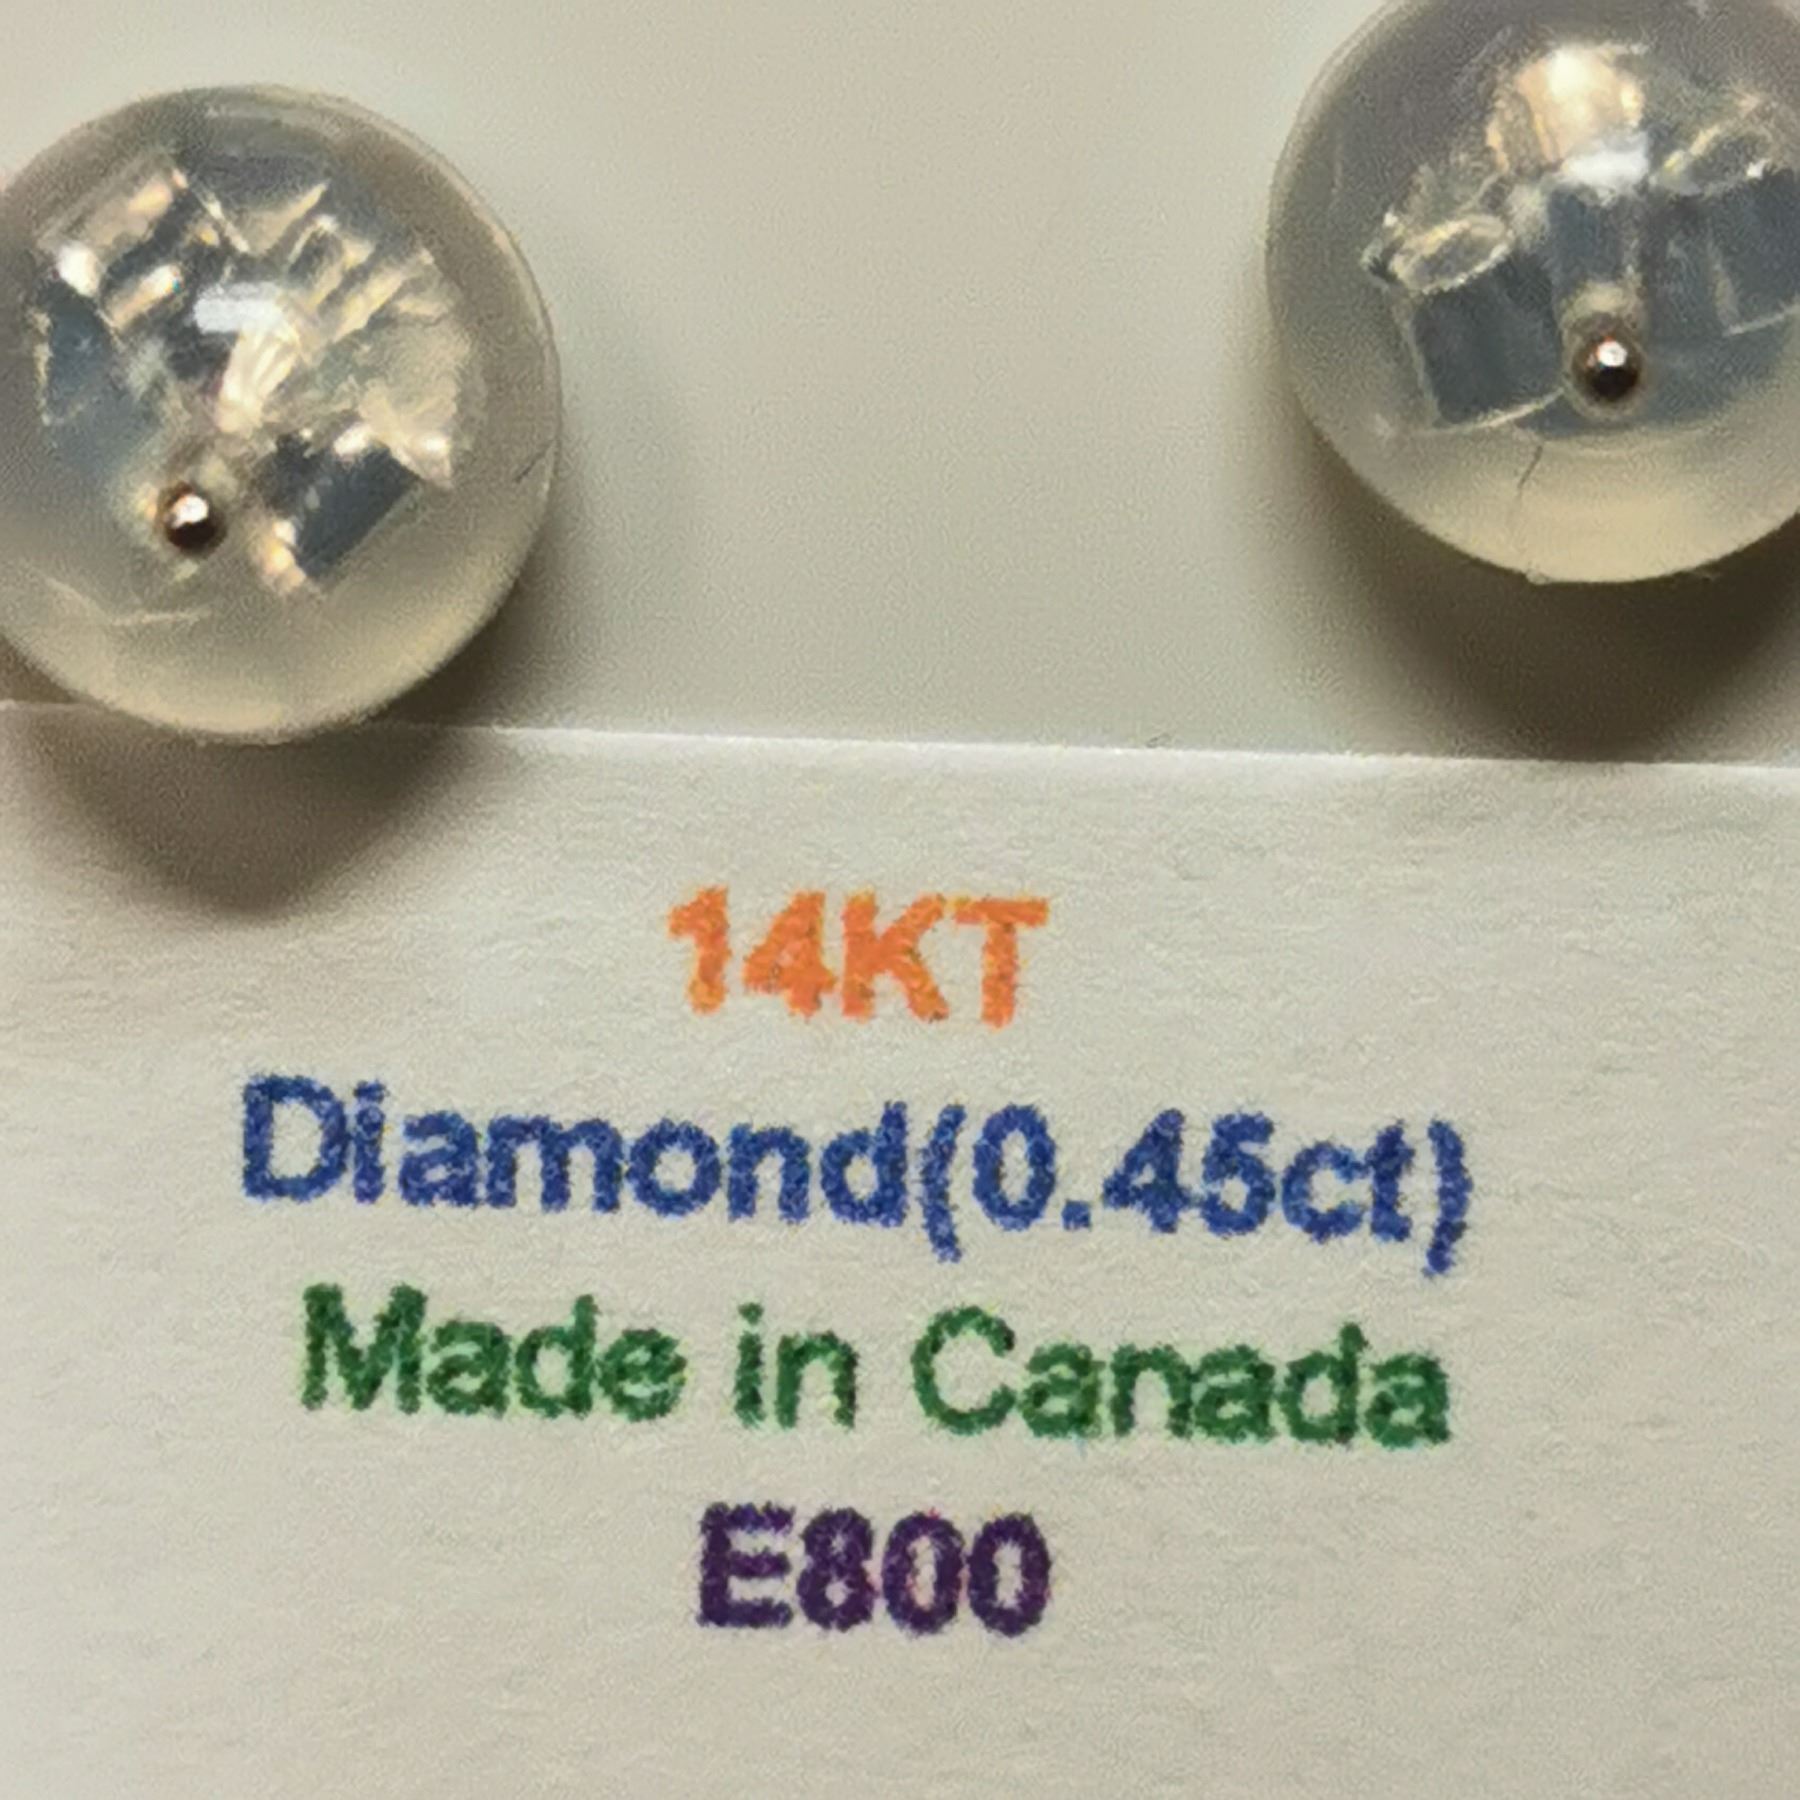 14KT
Diamond(0.45ct)
Made in Canada
E800